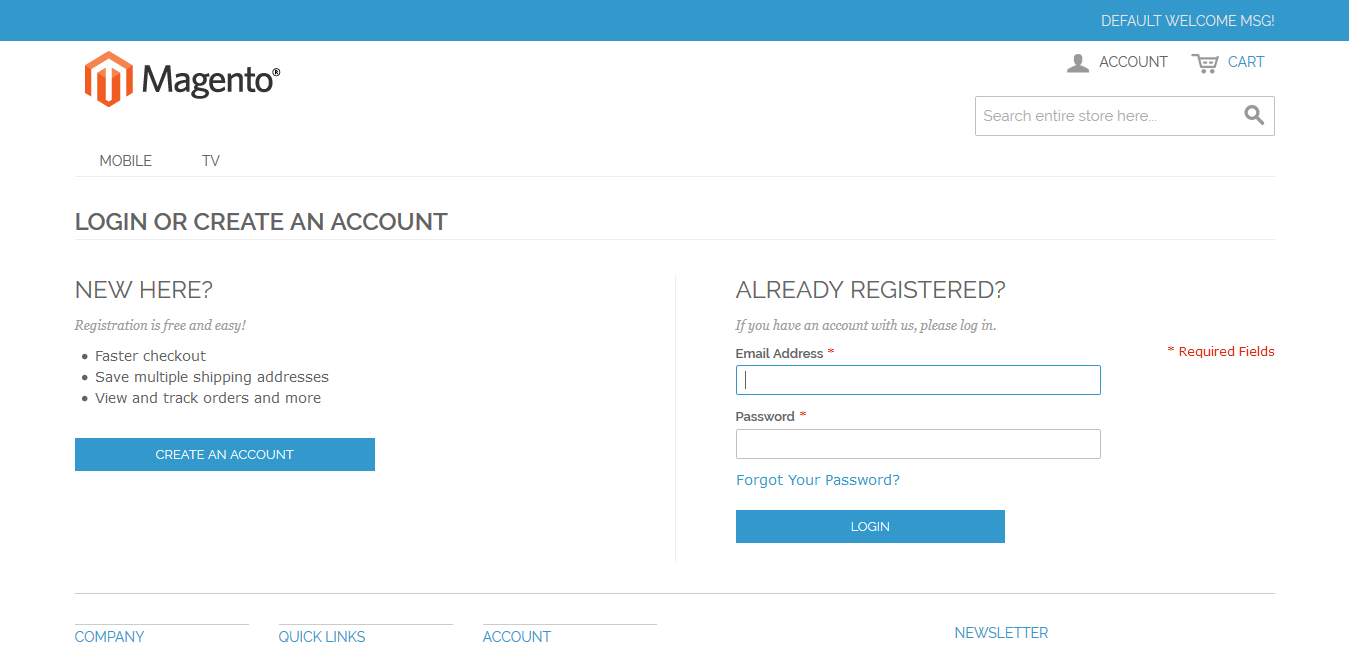 DEFAULT WELCOME MSG!
Magento®
ACCOUNT
CART
Search entire store here...
MOBILE
TV
LOGIN OR CREATE AN ACCOUNT
NEW HERE?
Registration is free and easy!
Faster checkout
Save multiple shipping addresses
View and track orders and more
CREATE AN ACCOUNT
ALREADY REGISTERED?
If you have an account with us, please log in.
Email Address *
* Required Fields
Password *
Forgot Your Password?
LOGIN
COMPANY
QUICK LINKS
ACCOUNT
NEWSLETTER